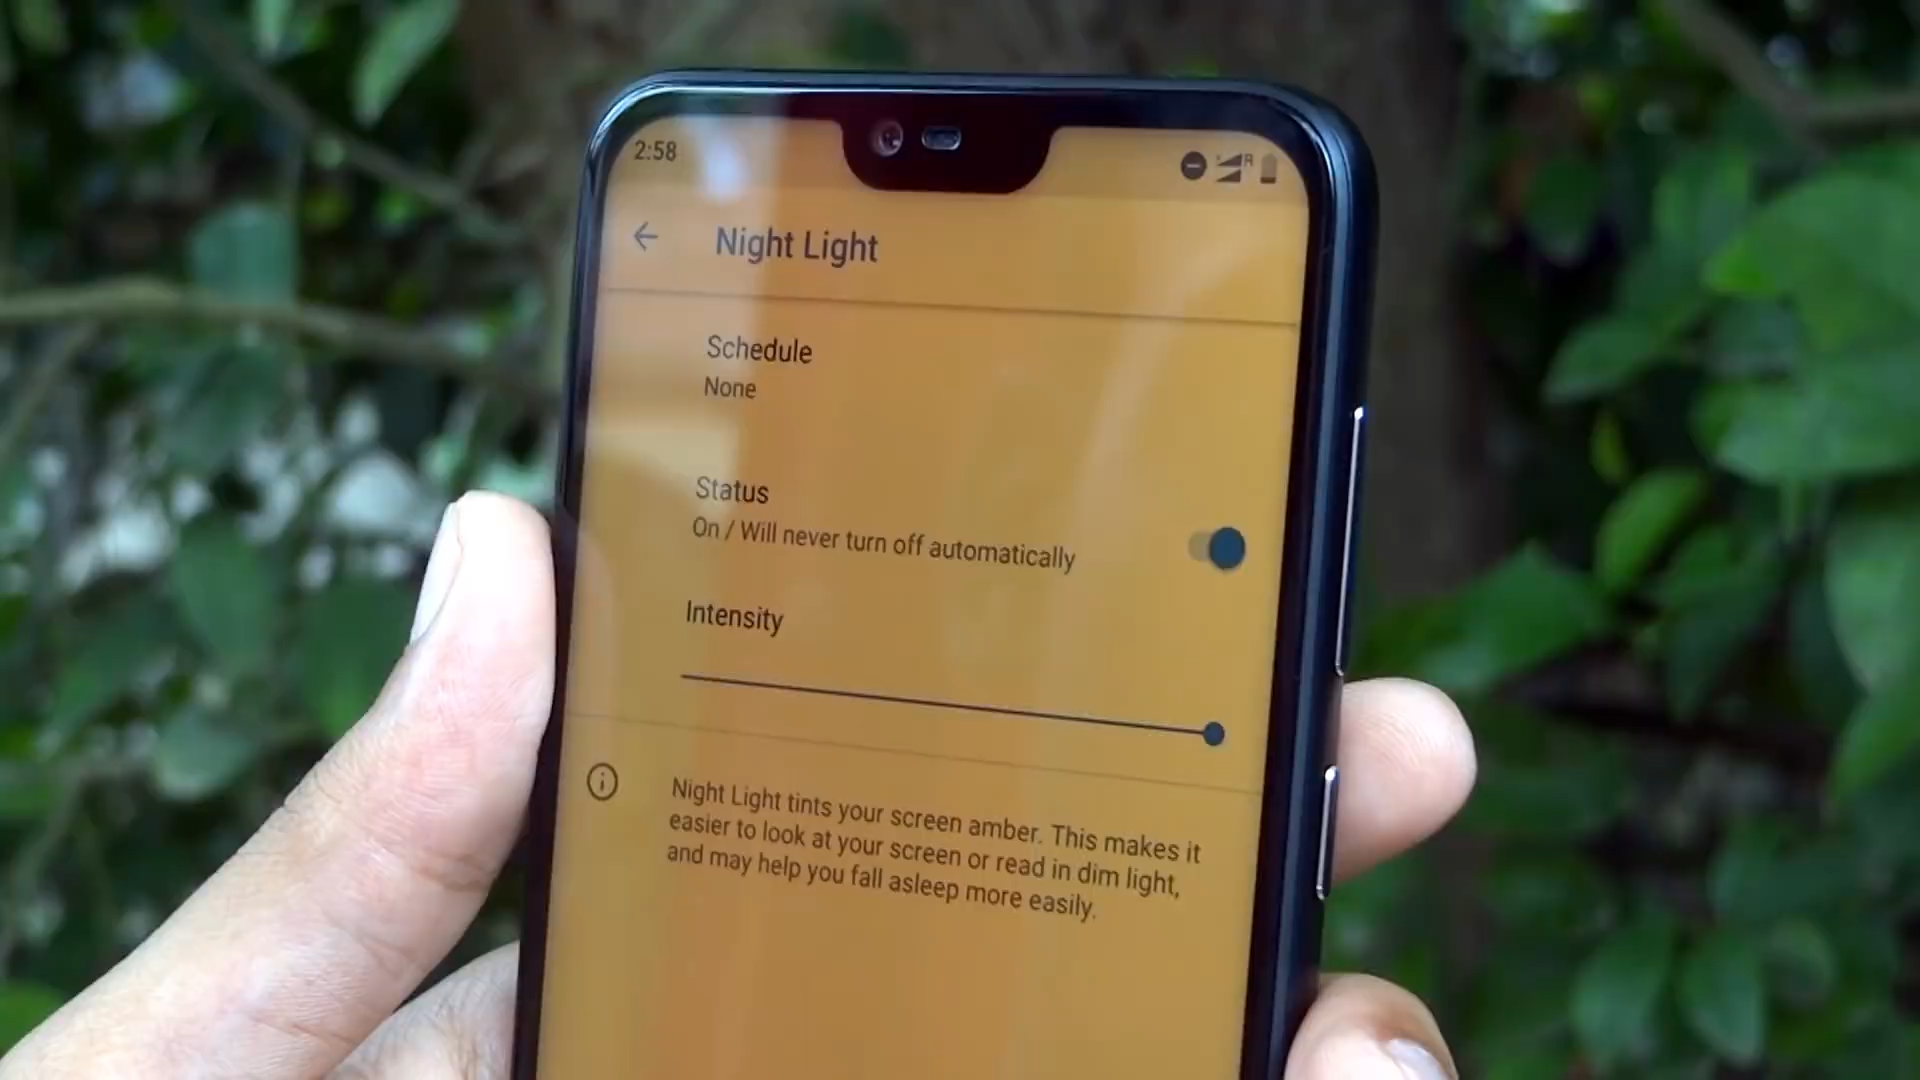 2:58
R
Night Light
Schedule
None
Status
On / Will never turn off automatically
Intensity
Night Light tints your screen amber. This makes it
easier to look at your screen or read in dim light,
and may help you fall asleep more easily.